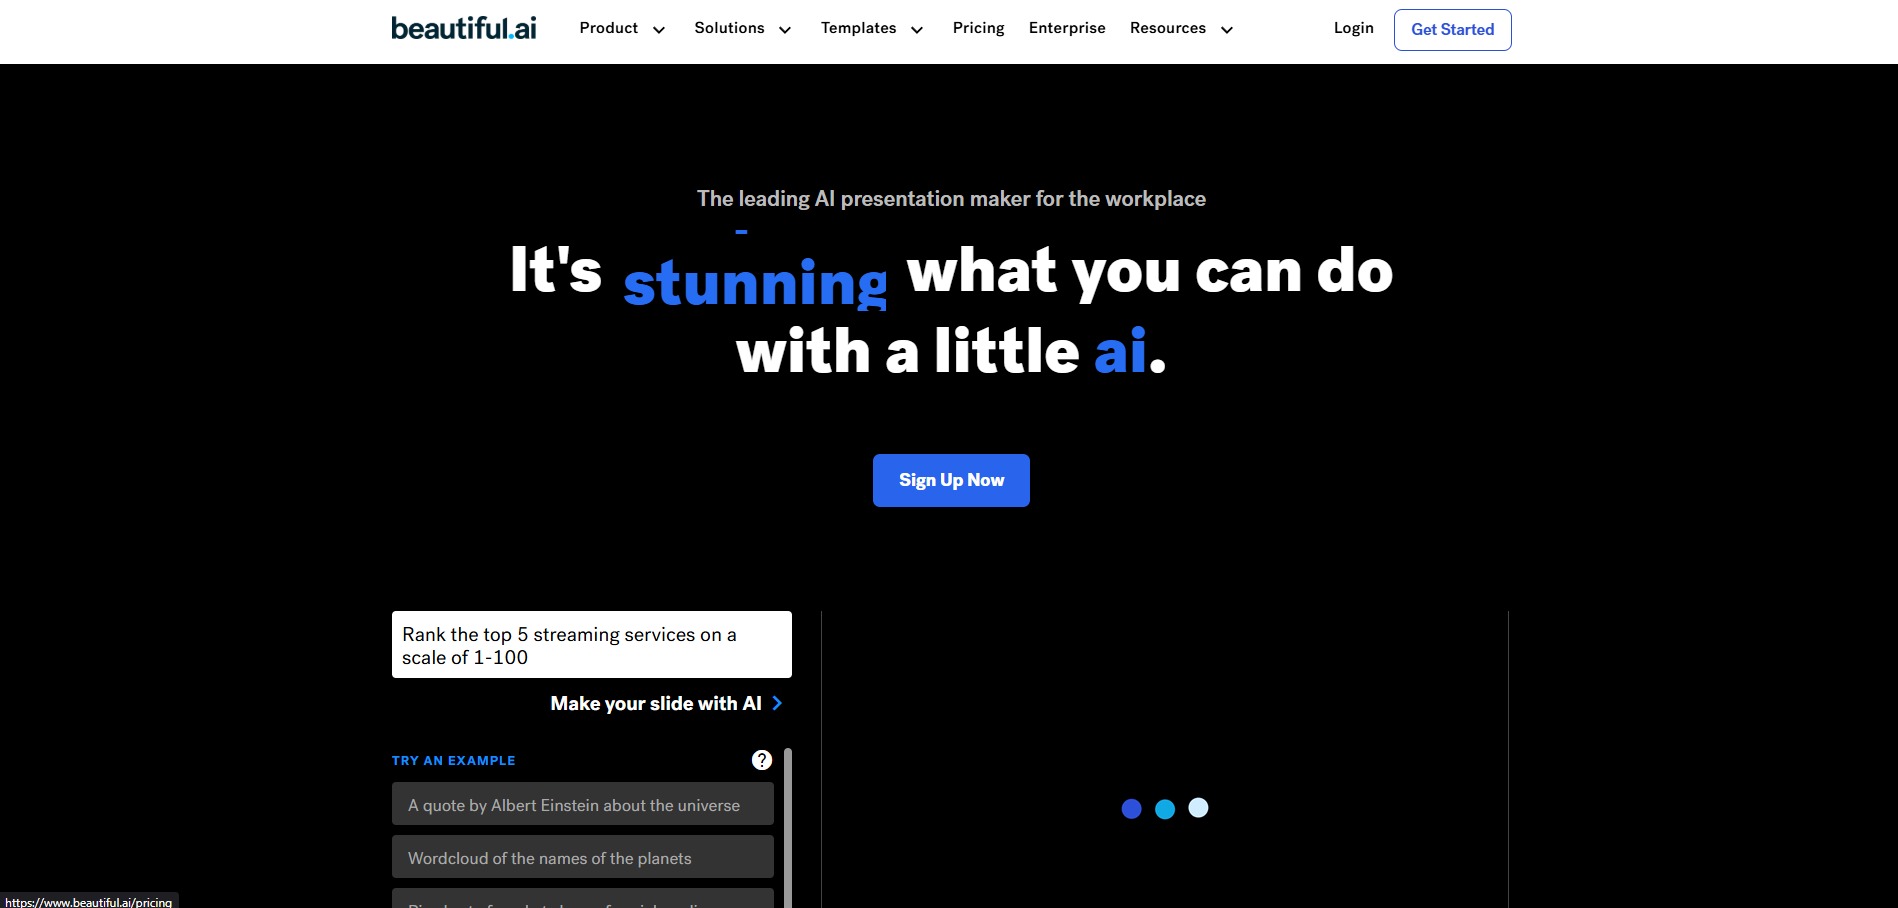 beautiful.ai
Product
Solutions
Templates
Pricing
Enterprise
Resources
Login
Get Started
The leading AI presentation maker for the workplace
It's stunning what you can do
with a little ai.
Sign Up Now
Rank the top 5 streaming services on a
scale of 1-100
Make your slide with AI
TRY AN EXAMPLE
?
A quote by Albert Einstein about the universe
Wordcloud of the names of the planets
https://www.beautiful.ai/pricing